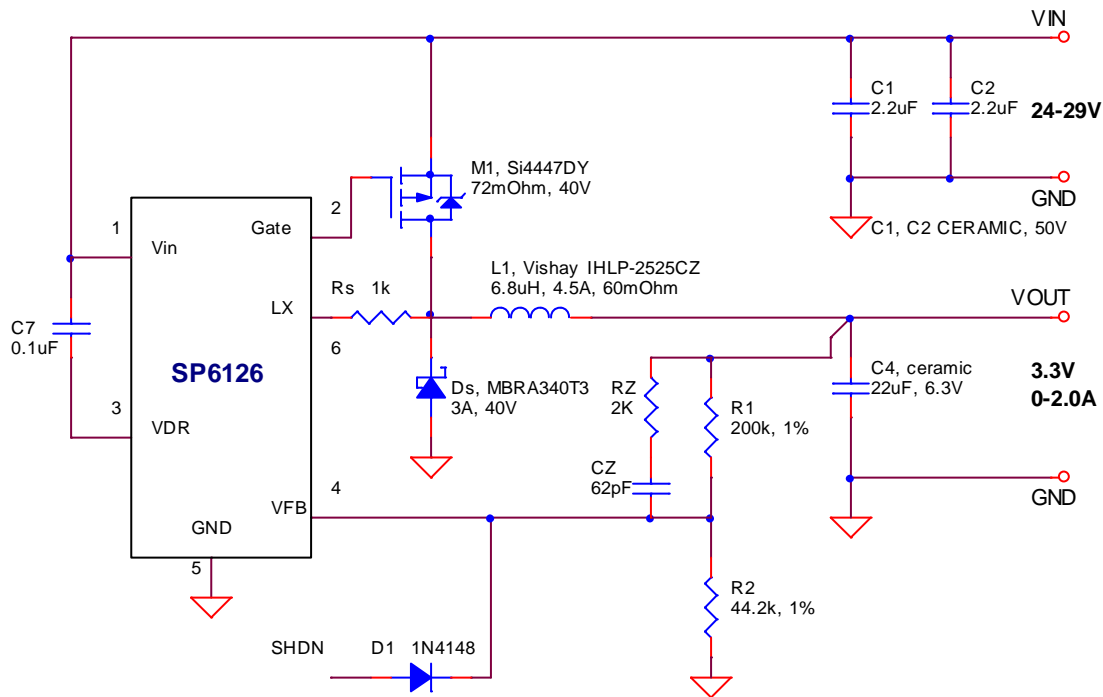 VIN
C1
2.2uF
C2
2.2uF
24-29V
GND
C1, C2 CERAMIC, 50V
M1, Si4447DY
72mOhm, 40V
1
2
Vin
Gate
Rs 1k
L1, Vishay IHLP-2525CZ
6.8uH, 4.5A, 60mOhm
LX
6
C7
0.1uF
SP6126
VOUT
3.3V
0-2.0A
C4, ceramic
22uF, 6.3V
Ds, MBRA340T3
3A, 40V
RZ
2K
R1
200k, 1%
3
VDR
CZ
62pF
4
VFB
GND
GND
5
R2
44.2k, 1%
SHDN
D1 1N4148